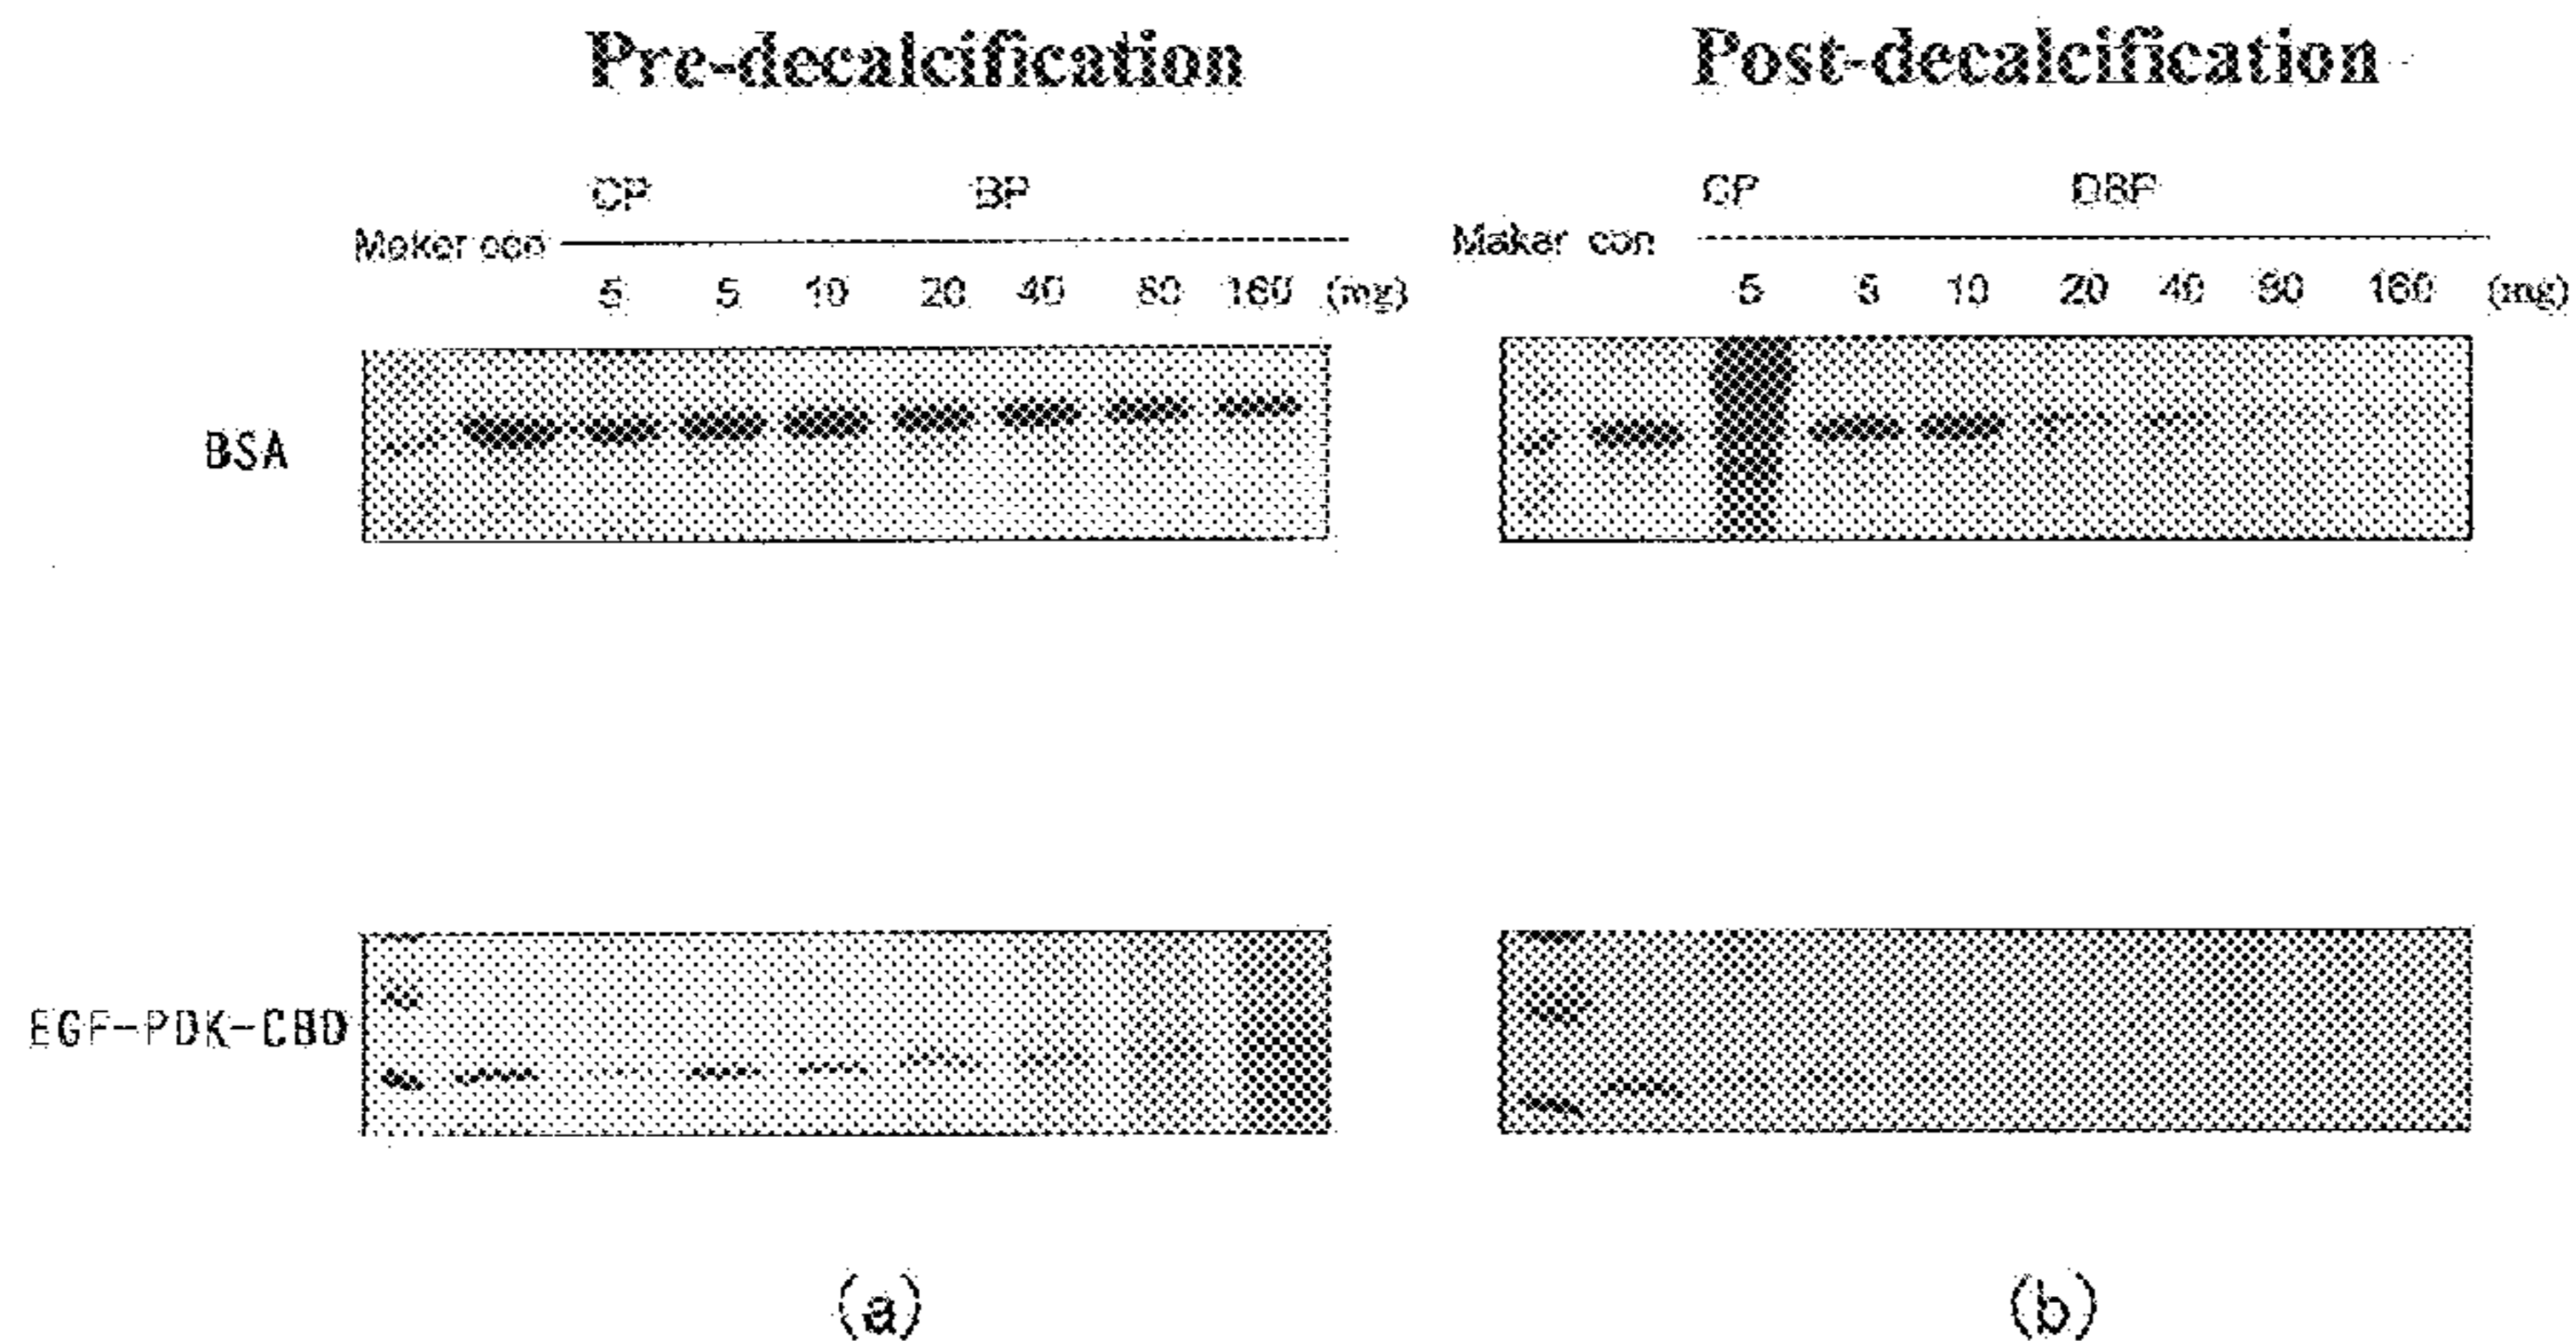 Pre-decalcification
Post-decalcification
CP BP
CP DBP
Maker con
Maker con
5 5 10 20 40 80 160 (mg)
5 5 10 20 40 80 160 (mg)
BSA
EGF-PDK-CBD
(a)
(b)